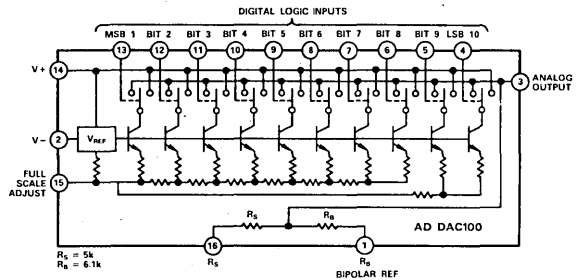 DIGITAL LOGIC INPUTS
MSB 1 BIT 2 BIT 3 BIT 4 BIT 5 BIT 6 BIT 7 BIT 8 BIT 9 LSB 10
13 12 11 10 9 8 7 6 5 4
V+ 14
3 ANALOG
OUTPUT
V− 2
VREF
FULL
SCALE
ADJUST
15
RS RB
AD DAC100
16 1
RS = 5k
RB = 6.1k
RS RB
BIPOLAR REF